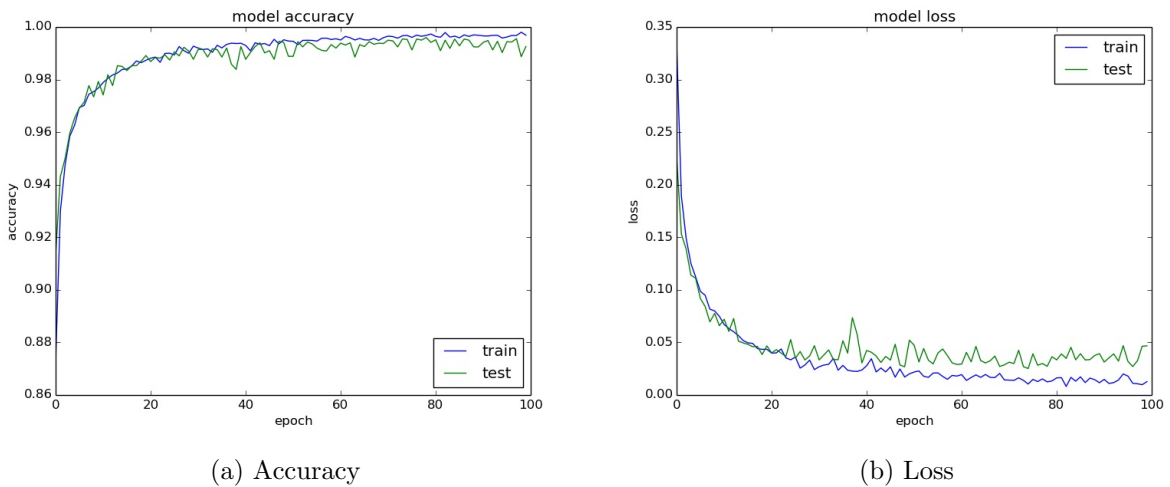 model accuracy
1.00
0.98
0.96
0.94
0.92
0.90
0.88
0.86
accuracy
0
20
40
60
80
100
epoch
train
test
(a) Accuracy
model loss
0.35
0.30
0.25
0.20
0.15
0.10
0.05
0.00
loss
0
20
40
60
80
100
epoch
train
test
(b) Loss